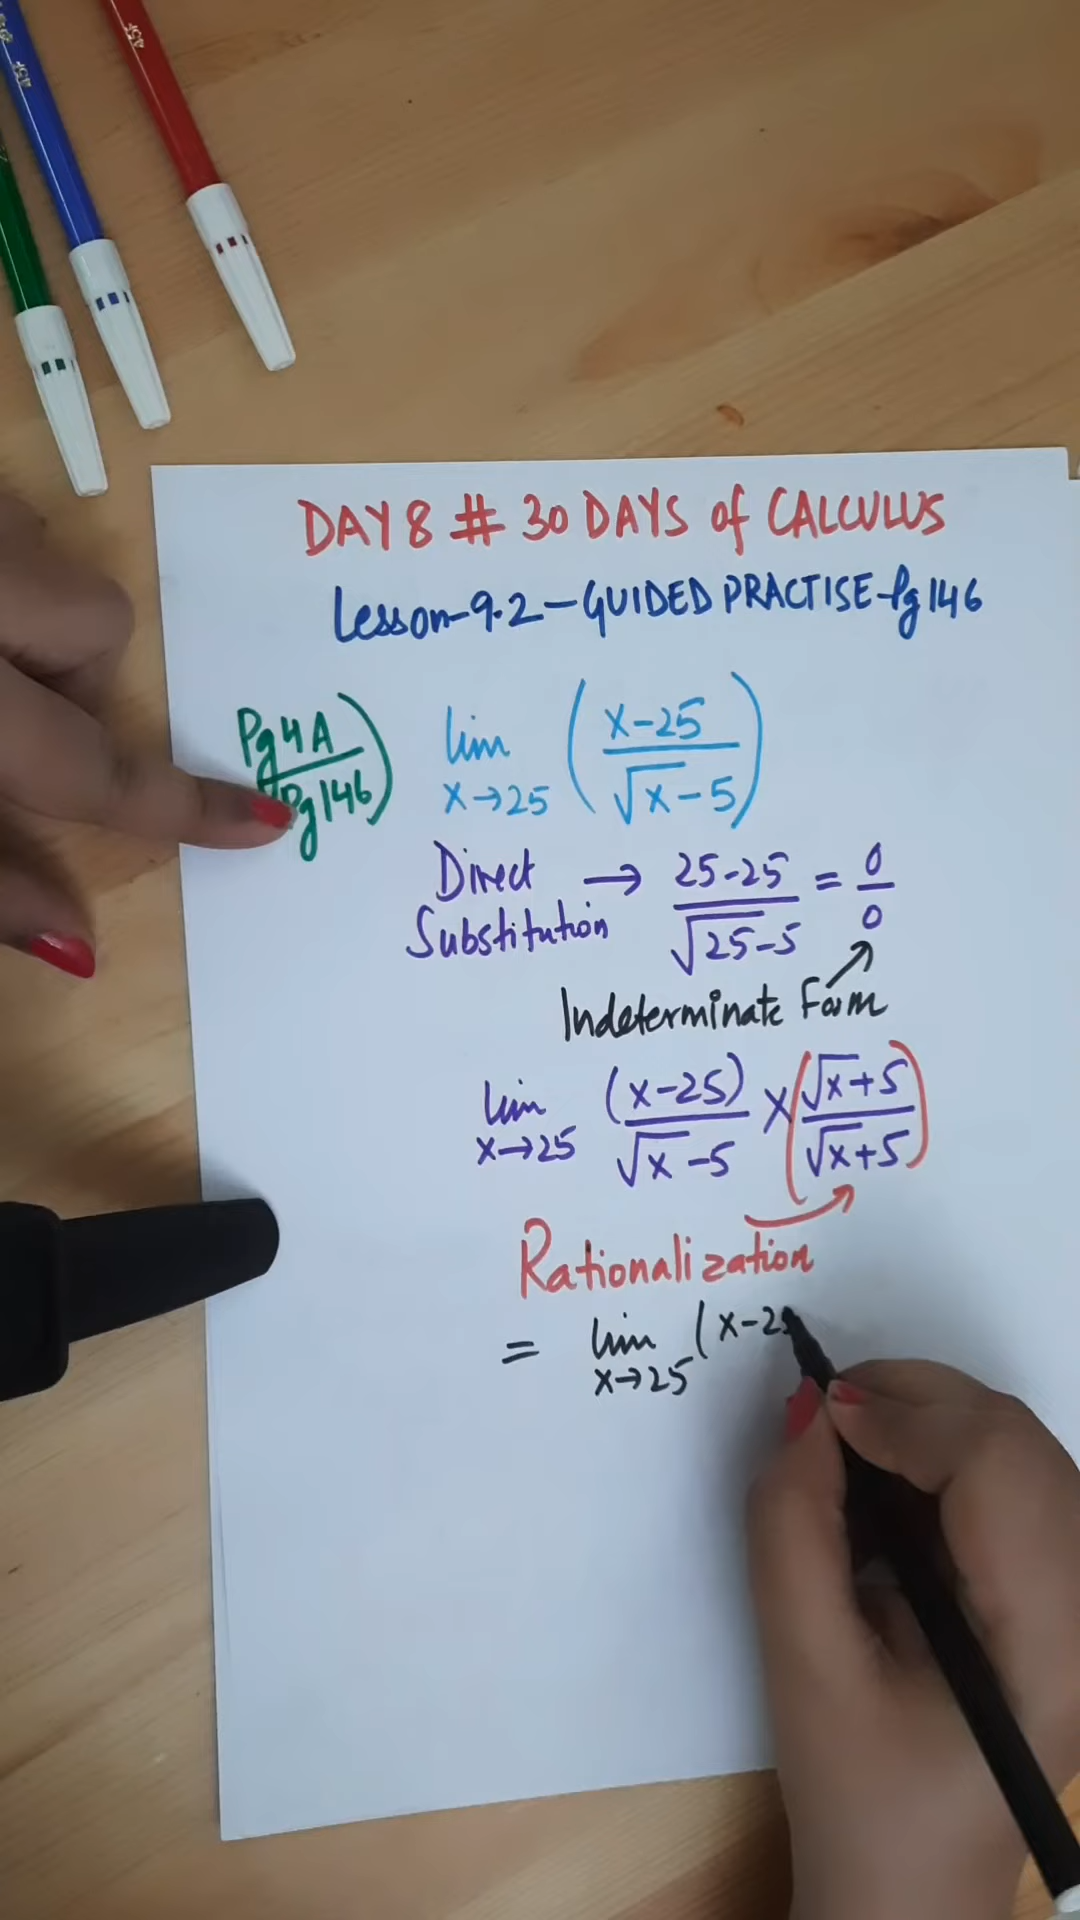 DAY 8 # 30 DAYS of CALCULUS
Lesson-9.2-GUIDED PRACTISE-Pg 146
Pg 4A / Pg 146) lim x→25 ( (x-25) / (√x-5) )
Direct Substitution → (25-25) / (√25-5) = 0/0
Indeterminate Form
lim x→25 (x-25) / (√x-5) × ( (√x+5) / (√x+5) )
Rationalization
= lim x→25 (x-25